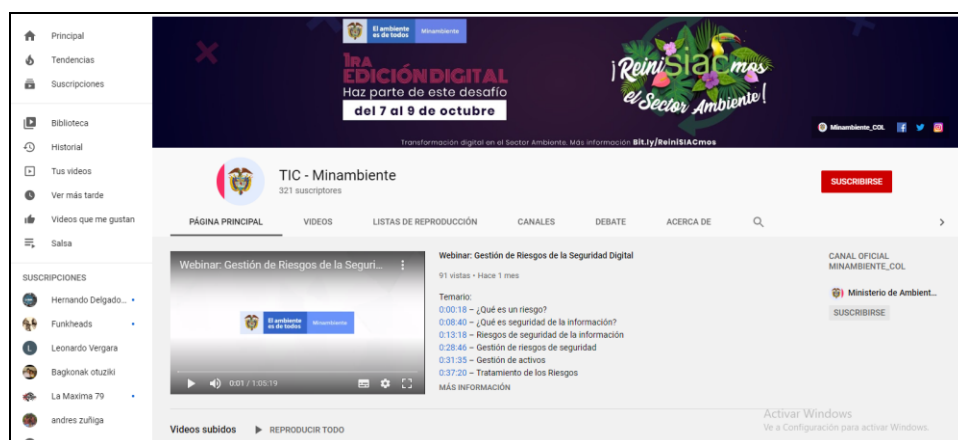 Principal
Tendencias
Suscripciones
Biblioteca
Historial
Tus videos
Ver más tarde
Videos que me gustan
Salsa
SUSCRIPCIONES
Hernando Delgado...
Funkheads
Leonardo Vergara
Bagkonak otuziki
La Maxima 79
andres zuñiga
El ambiente
es de todos
Minambiente
1RA
EDICIÓN DIGITAL
Haz parte de este desafío
del 7 al 9 de octubre
¡ReiniSIACmos
el Sector Ambiente!
Minambiente_COL
Transformación digital en el Sector Ambiente. Más información Bit.ly/ReiniSIACmos
TIC - Minambiente
321 suscriptores
SUSCRIBIRSE
PÁGINA PRINCIPAL VIDEOS LISTAS DE REPRODUCCIÓN CANALES DEBATE ACERCA DE
Webinar: Gestión de Riesgos de la Seguri...
El ambiente
es de todos
Minambiente
0:01 / 1:05:19
Webinar: Gestión de Riesgos de la Seguridad Digital
91 vistas • Hace 1 mes
Temario:
0:00:18 – ¿Qué es un riesgo?
0:08:40 – ¿Qué es seguridad de la información?
0:13:18 – Riesgos de seguridad de la información
0:28:46 – Gestión de riesgos de seguridad
0:31:35 – Gestión de activos
0:37:20 – Tratamiento de los Riesgos
MÁS INFORMACIÓN
CANAL OFICIAL
MINAMBIENTE_COL
Ministerio de Ambient...
SUSCRIBIRSE
Videos subidos REPRODUCIR TODO
Activar Windows
Ve a Configuración para activar Windows.